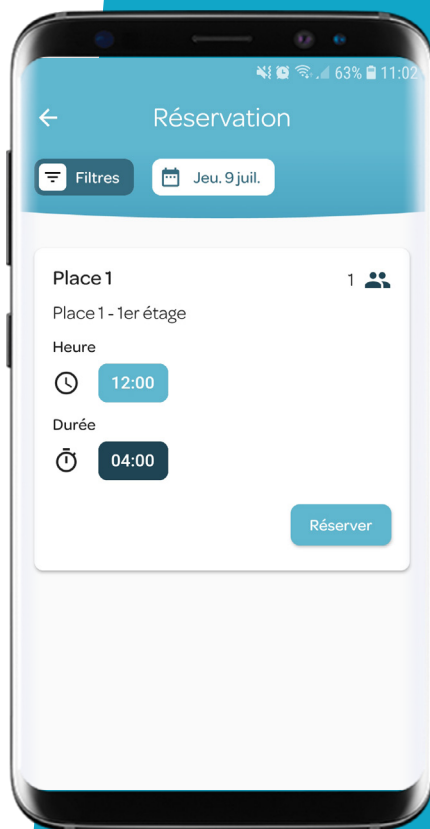 63% 11:02
Réservation
Filtres
Jeu. 9 juil.
Place 1
1
Place 1 - 1er étage
Heure
12:00
Durée
04:00
Réserver